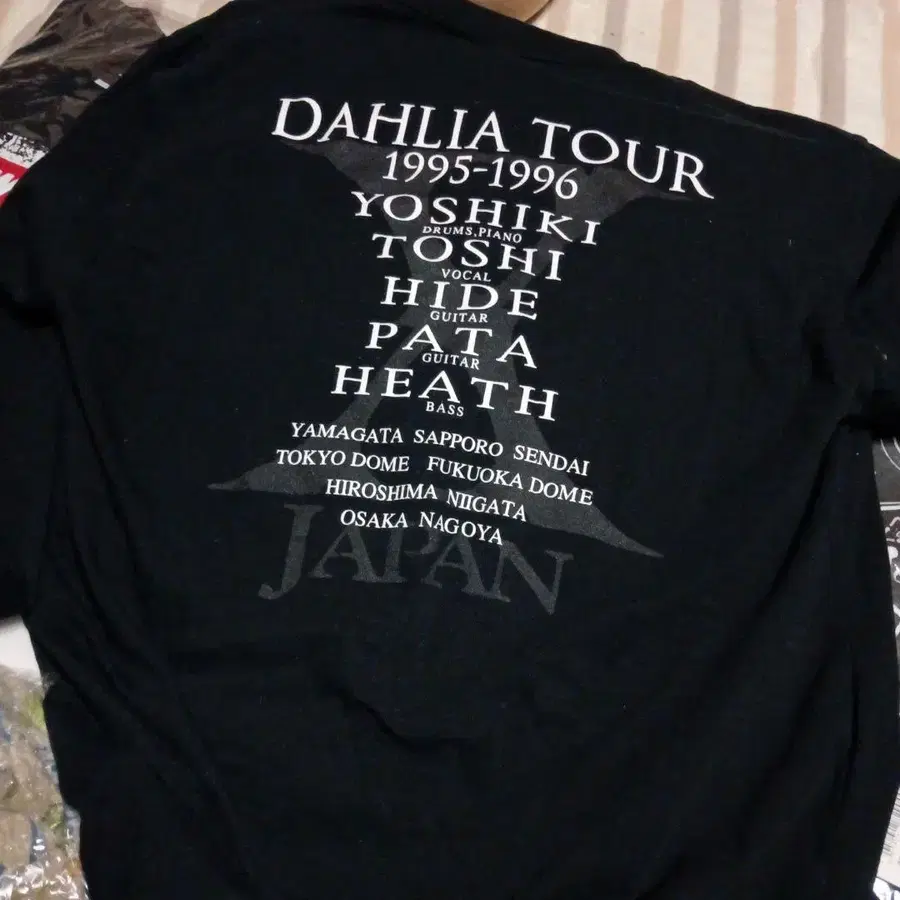 DAHLIA TOUR
1995-1996
YOSHIKI
DRUMS,PIANO
TOSHI
VOCAL
HIDE
GUITAR
PATA
GUITAR
HEATH
BASS
YAMAGATA SAPPORO SENDAI
TOKYO DOME FUKUOKA DOME
HIROSHIMA NIIGATA
OSAKA NAGOYA
X
JAPAN